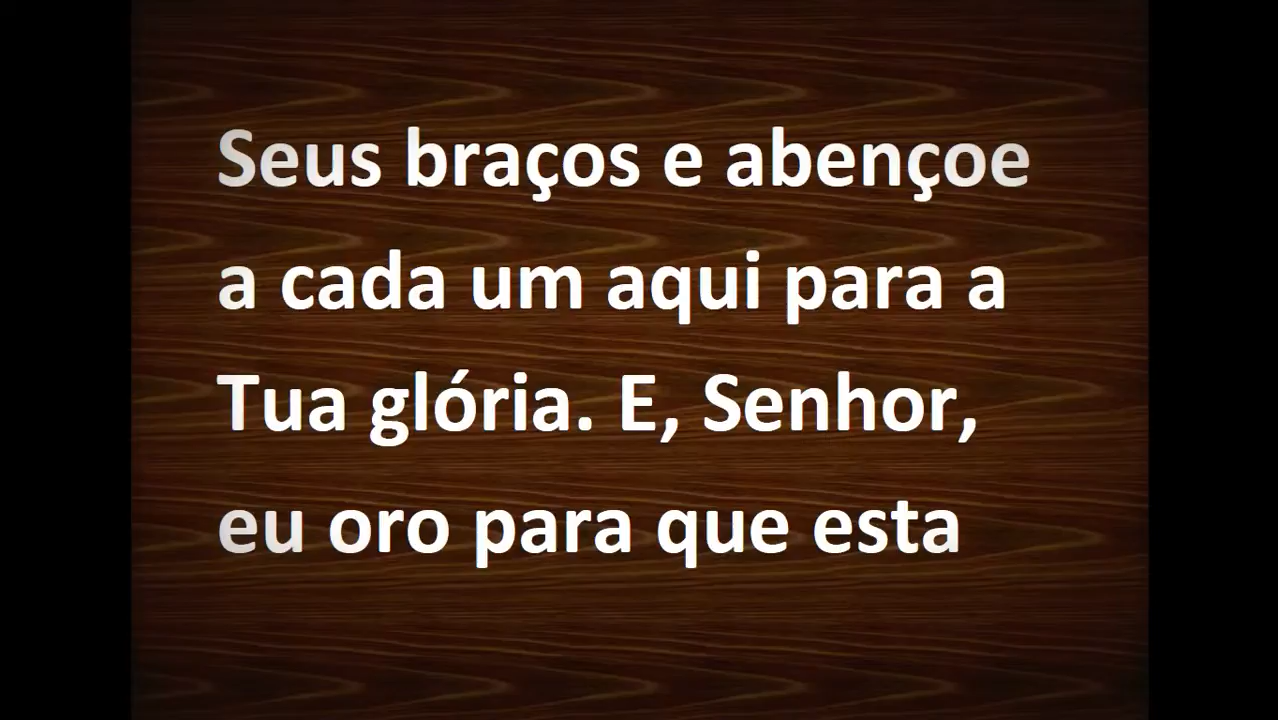 Seus braços e abençoe
a cada um aqui para a
Tua glória. E, Senhor,
eu oro para que esta